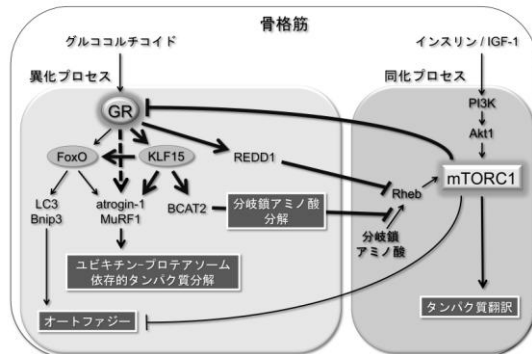 骨格筋
グルココルチコイド
インスリン / IGF-1
異化プロセス
同化プロセス
GR
PI3K
Akt1
FoxO
KLF15
REDD1
Rheb
mTORC1
LC3
Bnip3
atrogin-1
MuRF1
BCAT2
分岐鎖アミノ酸
分解
分岐鎖
アミノ酸
ユビキチン-プロテアソーム
依存的タンパク質分解
オートファジー
タンパク質翻訳